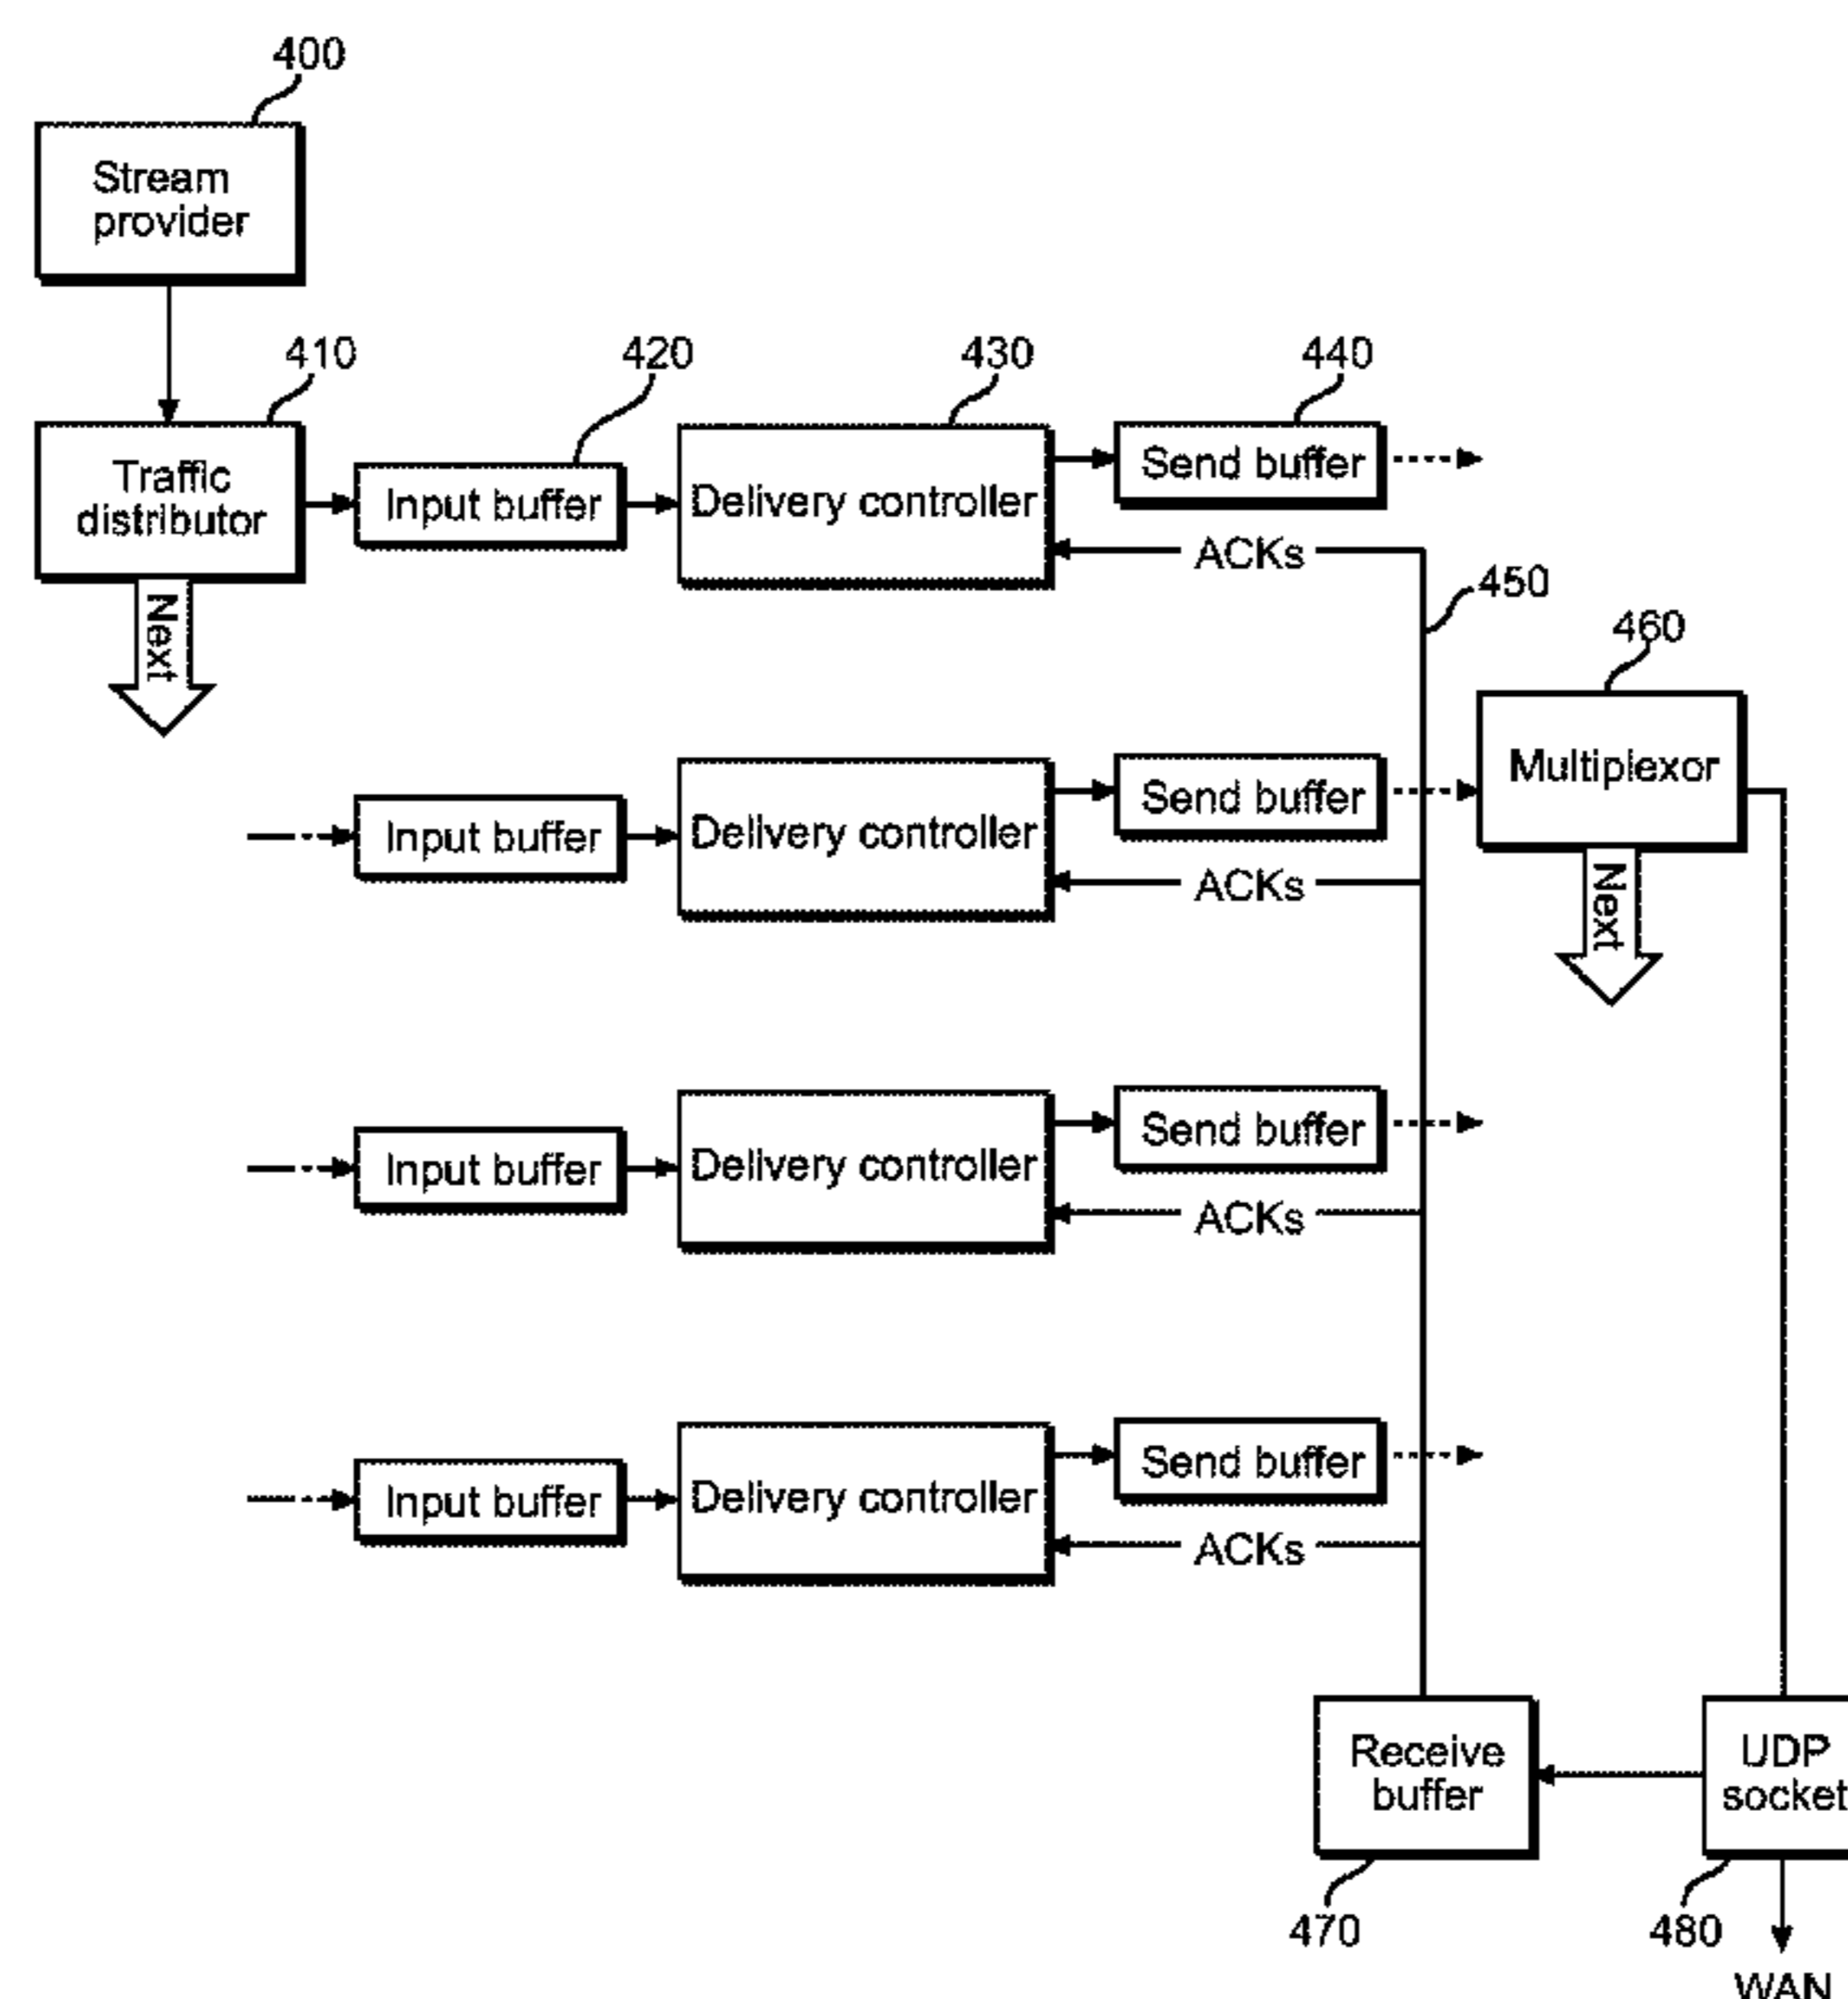 400
Stream
provider
410
420
430
440
Traffic
distributor
Input buffer
Delivery controller
Send buffer
ACKs
450
Next
460
Multiplexor
Input buffer
Delivery controller
Send buffer
ACKs
Next
Input buffer
Delivery controller
Send buffer
ACKs
Input buffer
Delivery controller
Send buffer
ACKs
Receive
buffer
UDP
socket
470
480
WAN